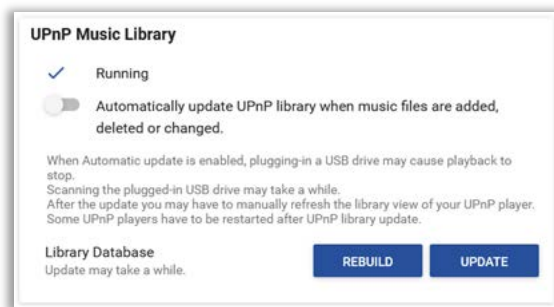 UPnP Music Library
Running
Automatically update UPnP library when music files are added,
deleted or changed.
When Automatic update is enabled, plugging-in a USB drive may cause playback to
stop.
Scanning the plugged-in USB drive may take a while.
After the update you may have to manually refresh the library view of your UPnP player.
Some UPnP players have to be restarted after UPnP library update.
Library Database
Update may take a while.
REBUILD
UPDATE